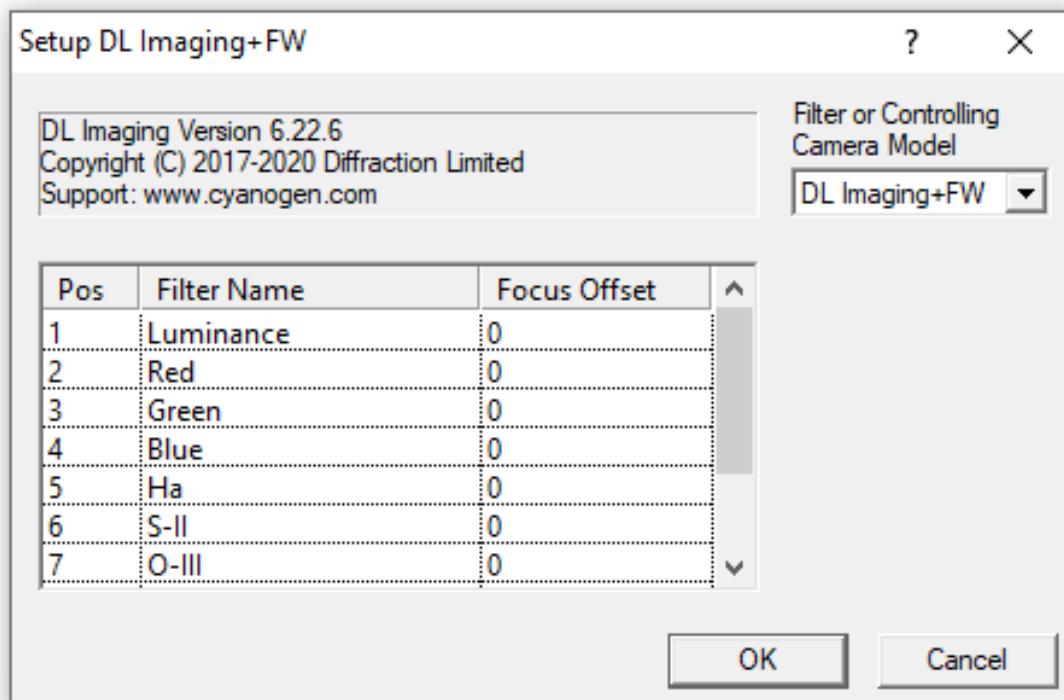 Setup DL Imaging+FW ? ×
DL Imaging Version 6.22.6
Copyright (C) 2017-2020 Diffraction Limited
Support: www.cyanogen.com
Filter or Controlling
Camera Model
DL Imaging+FW
Pos Filter Name Focus Offset
1 Luminance 0
2 Red 0
3 Green 0
4 Blue 0
5 Ha 0
6 S-II 0
7 O-III 0
OK Cancel